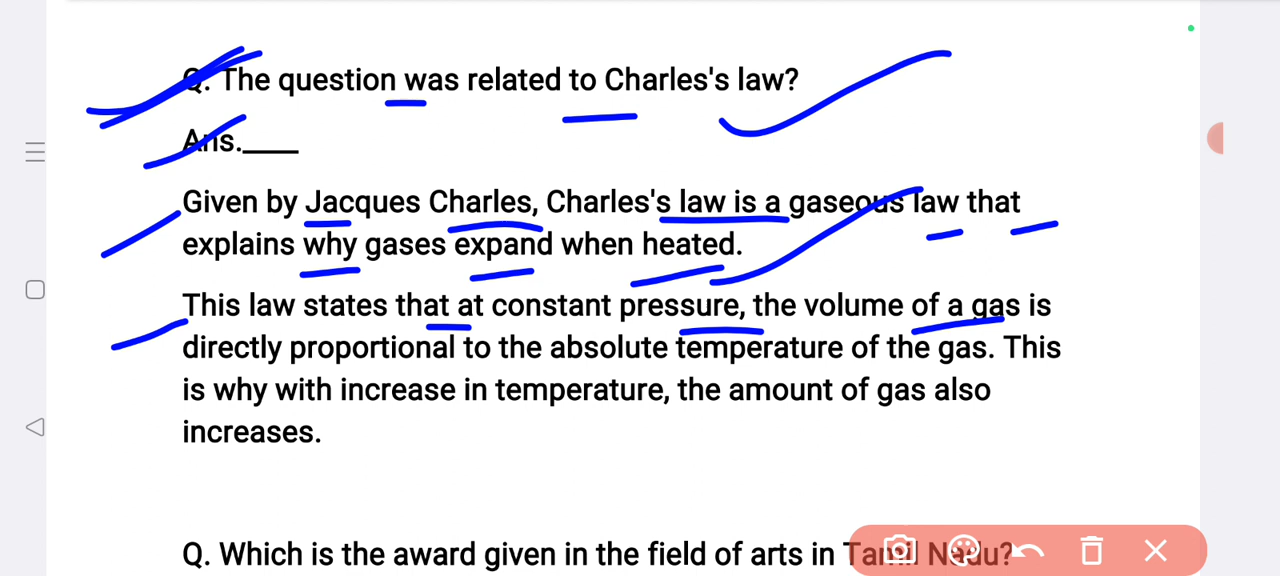 Q. The question was related to Charles's law?
Ans.____
Given by Jacques Charles, Charles's law is a gaseous law that
explains why gases expand when heated.
This law states that at constant pressure, the volume of a gas is
directly proportional to the absolute temperature of the gas. This
is why with increase in temperature, the amount of gas also
increases.
Q. Which is the award given in the field of arts in Tamil Nadu?